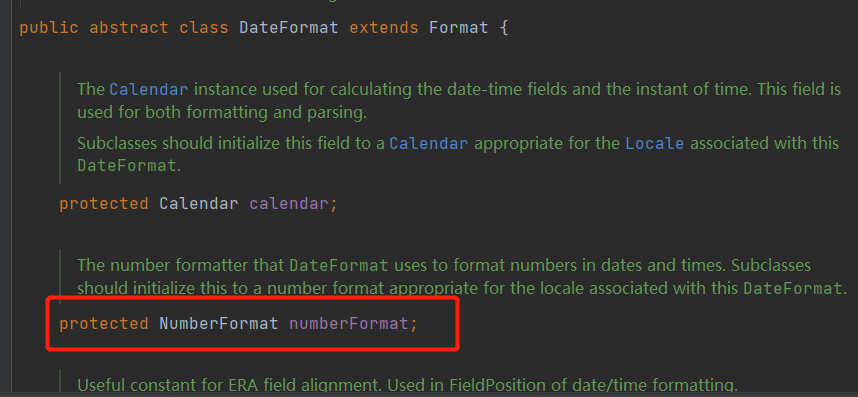 public abstract class DateFormat extends Format {
The Calendar instance used for calculating the date-time fields and the instant of time. This field is
used for both formatting and parsing.
Subclasses should initialize this field to a Calendar appropriate for the Locale associated with this
DateFormat.
protected Calendar calendar;
The number formatter that DateFormat uses to format numbers in dates and times. Subclasses
should initialize this to a number format appropriate for the locale associated with this DateFormat.
protected NumberFormat numberFormat;
Useful constant for ERA field alignment. Used in FieldPosition of date/time formatting.